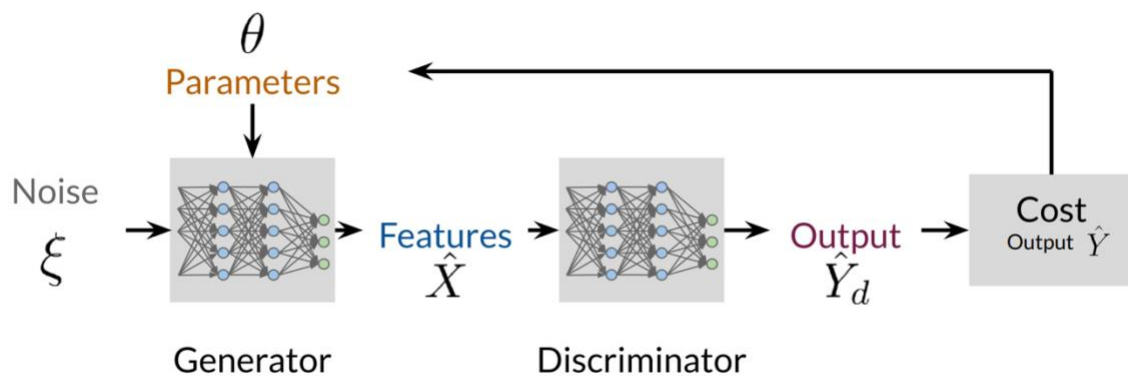 θ
Parameters
Noise
ξ
Features
X̂
Output
Ŷ_d
Cost
Output Ŷ
Generator
Discriminator